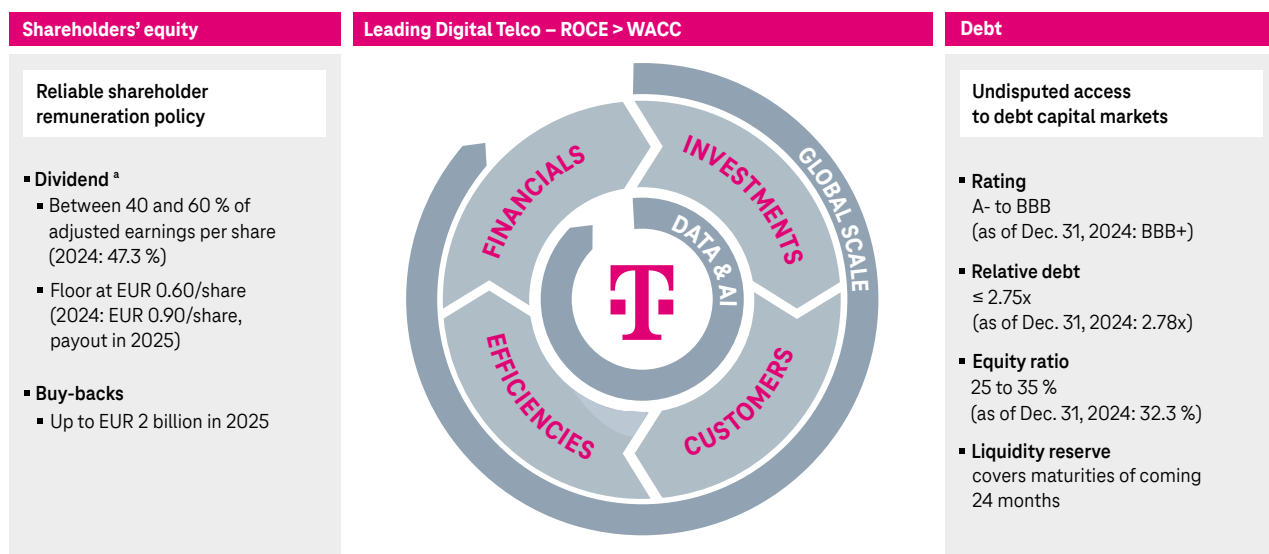 Shareholders’ equity
Reliable shareholder
remuneration policy
▪ Dividend ª
▪ Between 40 and 60 % of
adjusted earnings per share
(2024: 47.3 %)
▪ Floor at EUR 0.60/share
(2024: EUR 0.90/share,
payout in 2025)
▪ Buy-backs
▪ Up to EUR 2 billion in 2025
Leading Digital Telco – ROCE > WACC
FINANCIALS
INVESTMENTS
GLOBAL SCALE
DATA & AI
T
EFFICIENCIES
CUSTOMERS
Debt
Undisputed access
to debt capital markets
▪ Rating
A- to BBB
(as of Dec. 31, 2024: BBB+)
▪ Relative debt
≤ 2.75x
(as of Dec. 31, 2024: 2.78x)
▪ Equity ratio
25 to 35 %
(as of Dec. 31, 2024: 32.3 %)
▪ Liquidity reserve
covers maturities of coming
24 months